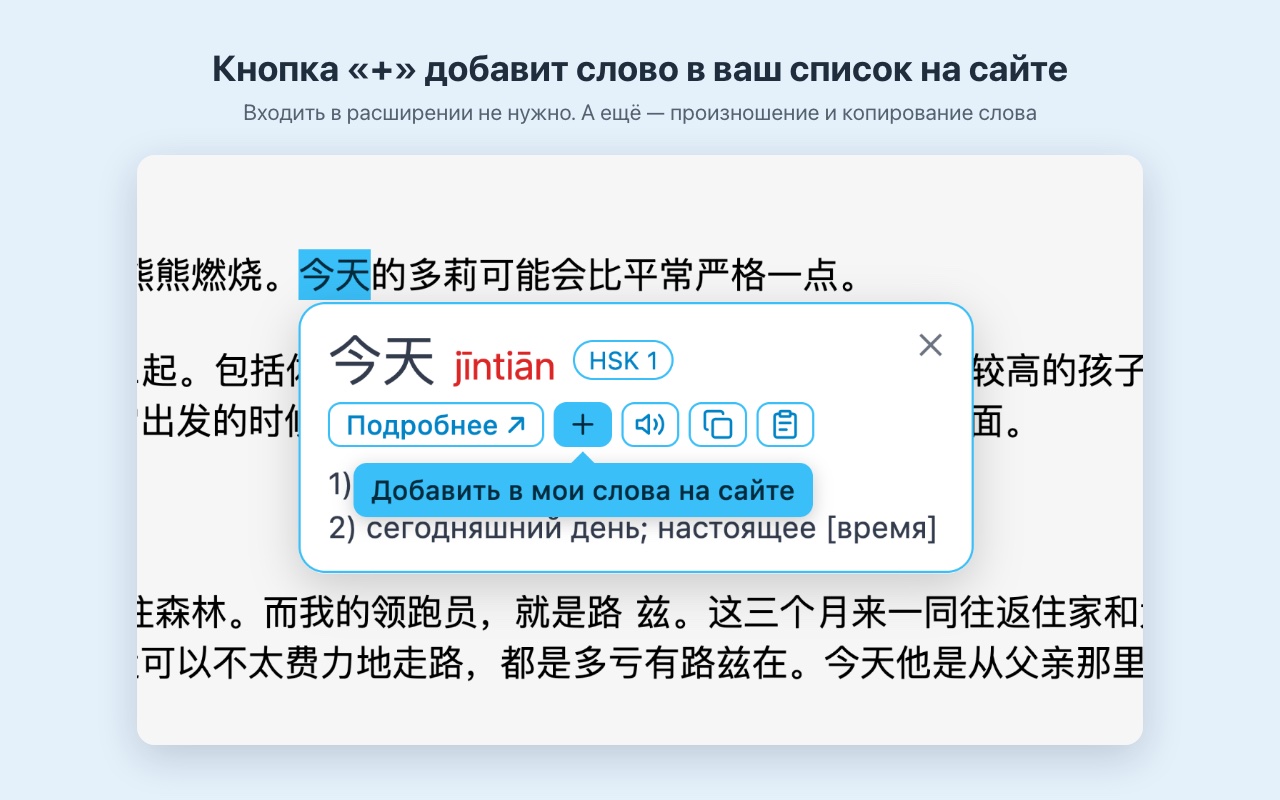 Кнопка «+» добавит слово в ваш список на сайте
Входить в расширении не нужно. А ещё — произношение и копирование слова
熊燃烧。今天的多莉可能会比平常严格一点。
今天 jīntiān HSK 1
起。包括
较高的孩子
出发的时候
面。
Подробнее ↗ +
Добавить в мои слова на сайте
1)
2) сегодняшний день; настоящее [время]
往森林。而我的领跑员，就是路 兹。这三个月来一同往返住家和
可以不太费力地走路，都是多亏有路兹在。今天他是从父亲那里